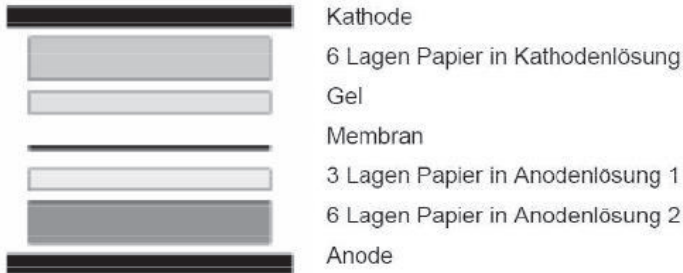 Kathode
6 Lagen Papier in Kathodenlösung
Gel
Membran
3 Lagen Papier in Anodenlösung 1
6 Lagen Papier in Anodenlösung 2
Anode